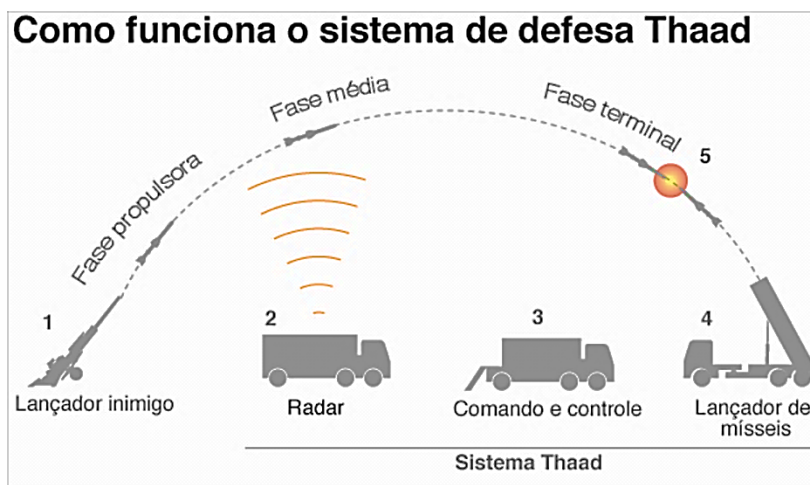 Como funciona o sistema de defesa Thaad
Fase média
Fase terminal
Fase propulsora
5
1
2
3
4
Lançador inimigo
Radar
Comando e controle
Lançador de
mísseis
Sistema Thaad